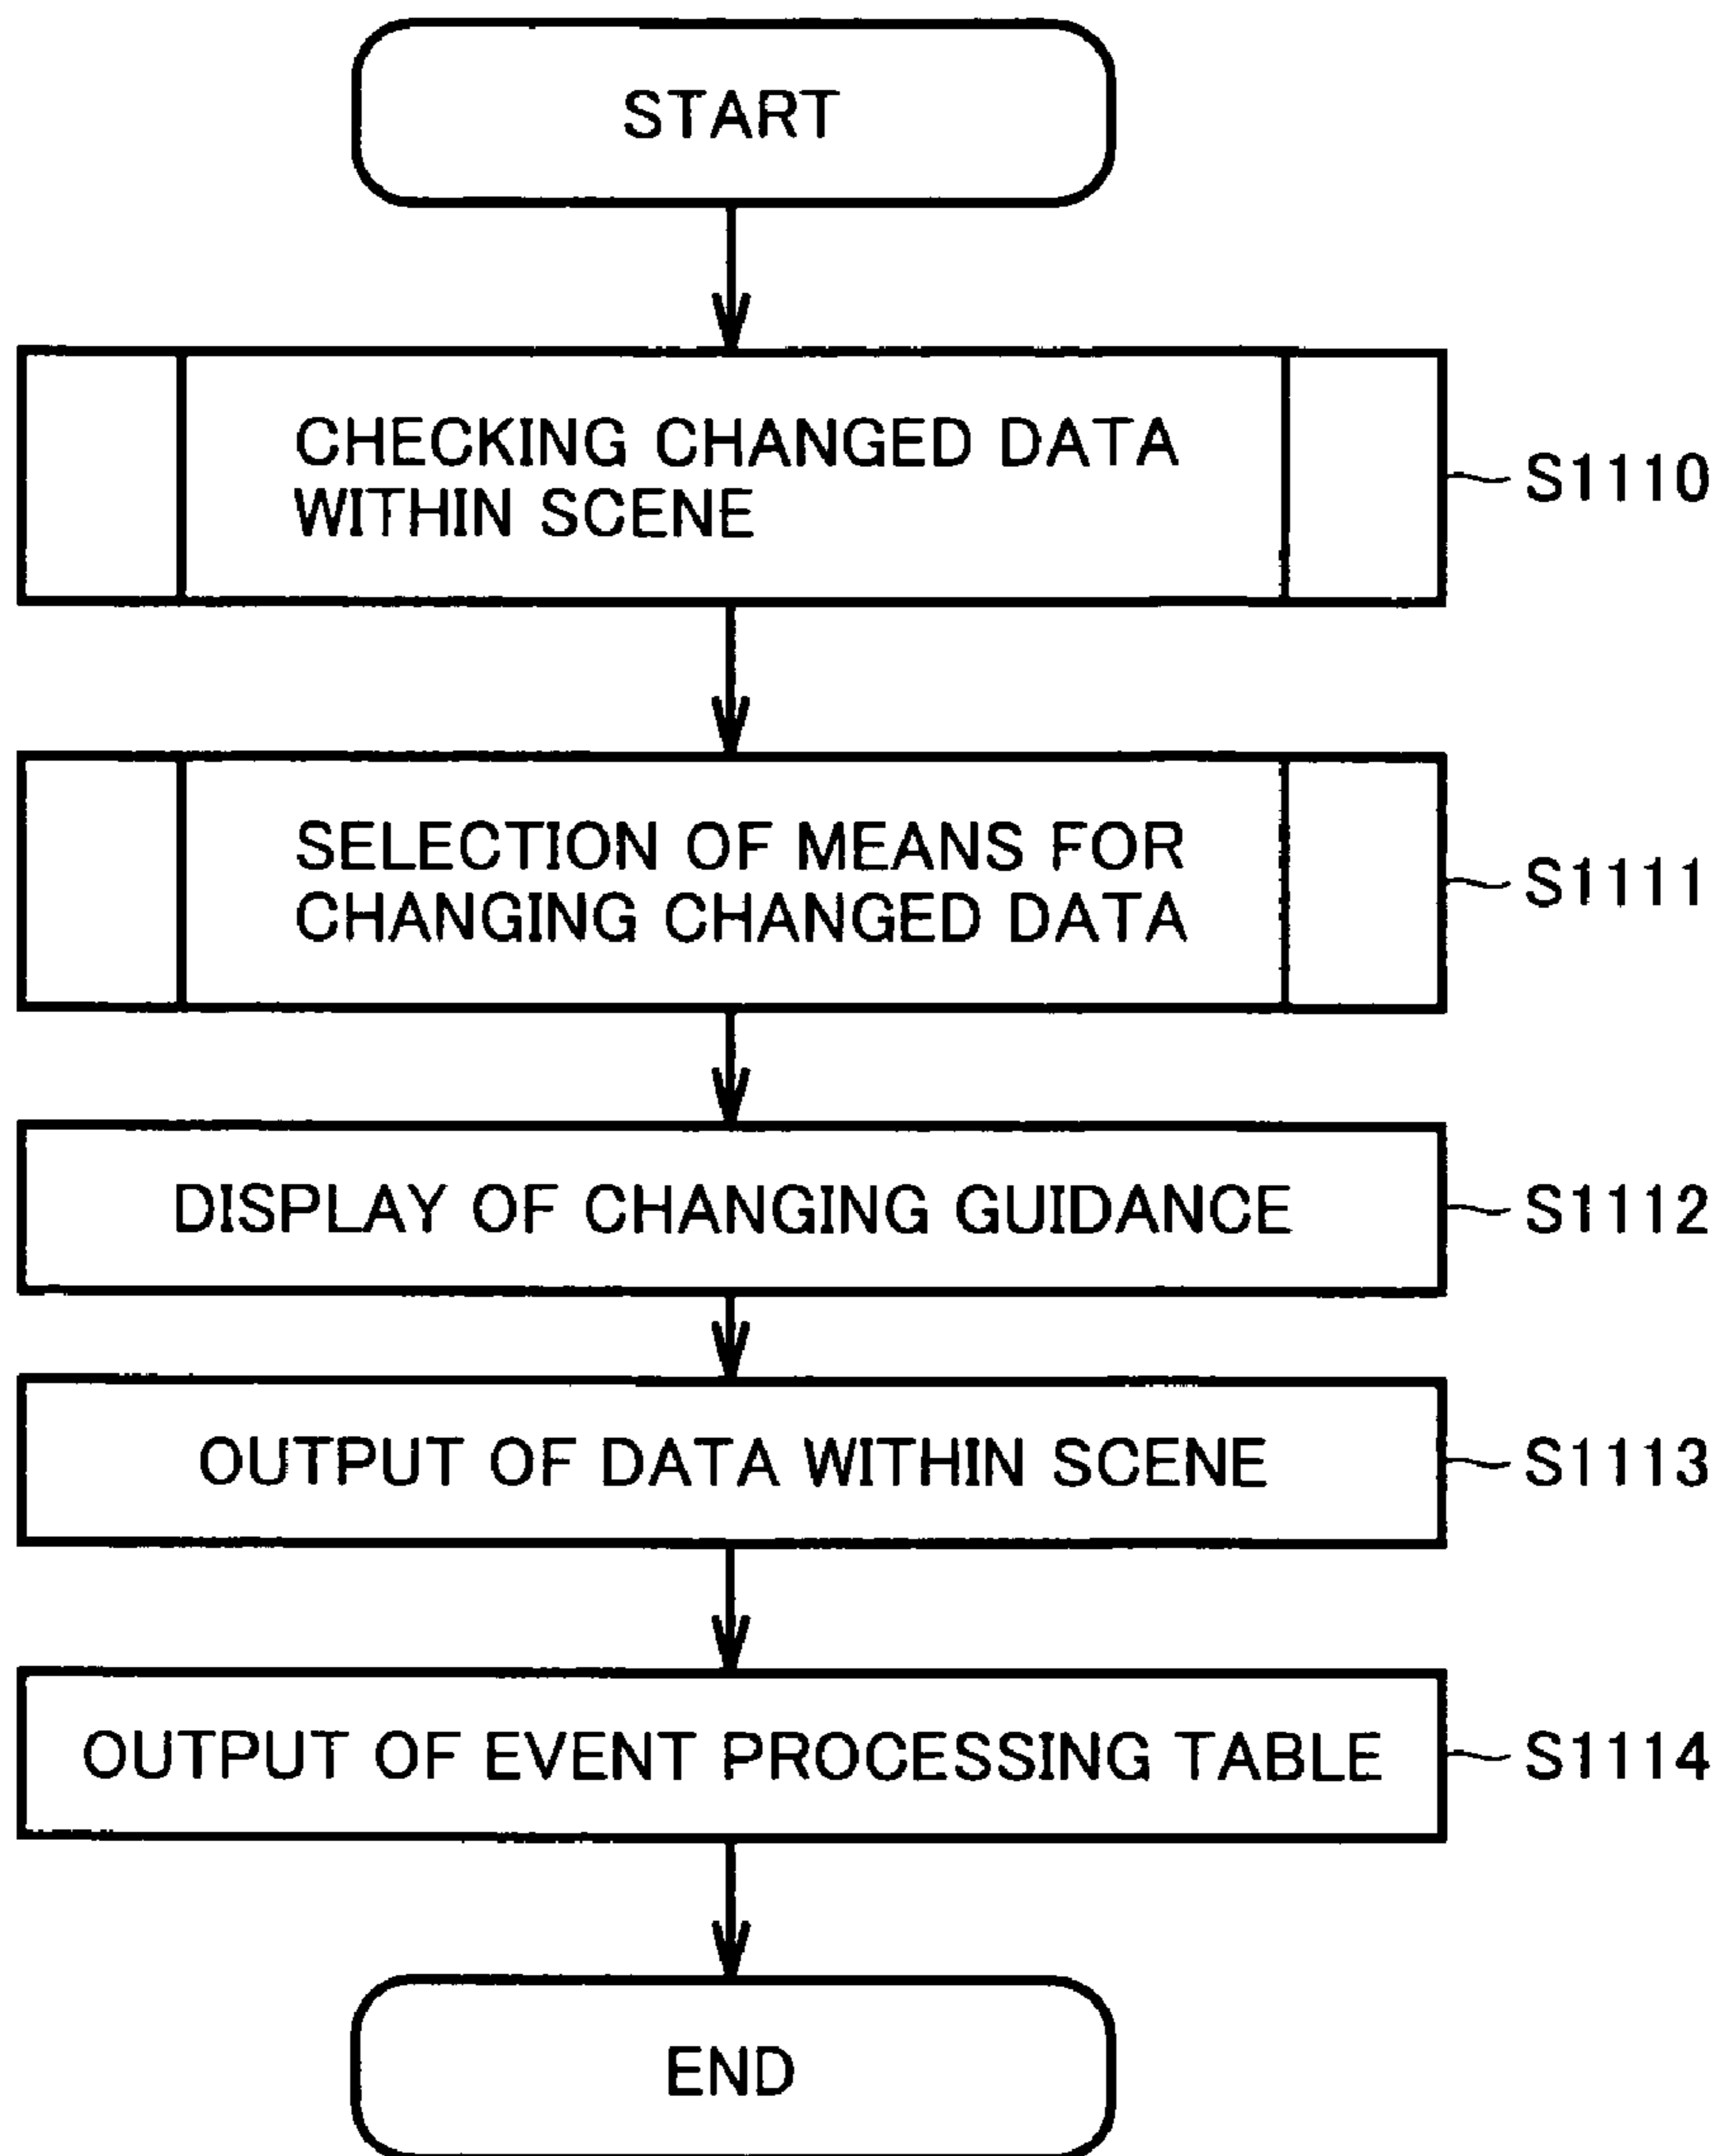 START
CHECKING CHANGED DATA
WITHIN SCENE
S1110
SELECTION OF MEANS FOR
CHANGING CHANGED DATA
S1111
DISPLAY OF CHANGING GUIDANCE
S1112
OUTPUT OF DATA WITHIN SCENE
S1113
OUTPUT OF EVENT PROCESSING TABLE
S1114
END